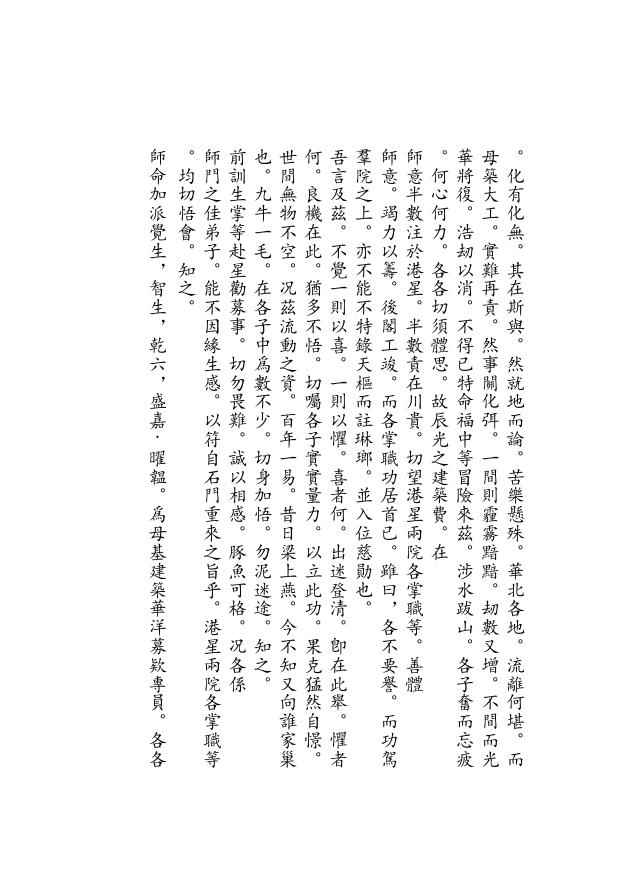 。化有化無。其在斯與。然就地而論。苦樂懸殊。華北各地。流離何堪。而
母築大工。實難再責。然事關化弭。一間則霾霧黯黯。刼數又增。不間而光
華將復。浩刼以消。不得已特命福中等冒險來茲。涉水跋山。各子奮而忘疲
。何心何力。各各切須體思。故辰光之建築費。在
師意半數注於港星。半數責在川貴。切望港星兩院各掌職等。善體
師意。竭力以籌。後閣工竣。而各掌職功居首已。雖曰，各不要譽。而功駕
羣院之上。亦不能不特錄天樞而註琳瑯。並入位慈勛也。
吾言及茲。不覺一則以喜。一則以懼。喜者何。出迷登清。卽在此舉。懼者
何。良機在此。猶多不悟。切囑各子實實量力。以立此功。果克猛然自憬。
世間無物不空。况茲流動之資。百年一易。昔日梁上燕。今不知又向誰家巢
也。九牛一毛。在各子中爲數不少。切身加悟。勿泥迷途。知之。
前訓生掌等赴星勸募事。切勿畏難。誠以相感。豚魚可格。况各係
師門之佳弟子。能不因緣生感。以符自石門重來之旨乎。港星兩院各掌職等
。均切悟會。知之。
師命加派覺生，智生，乾六，盛嘉．曜韞。爲母基建築華洋募欵專員。各各